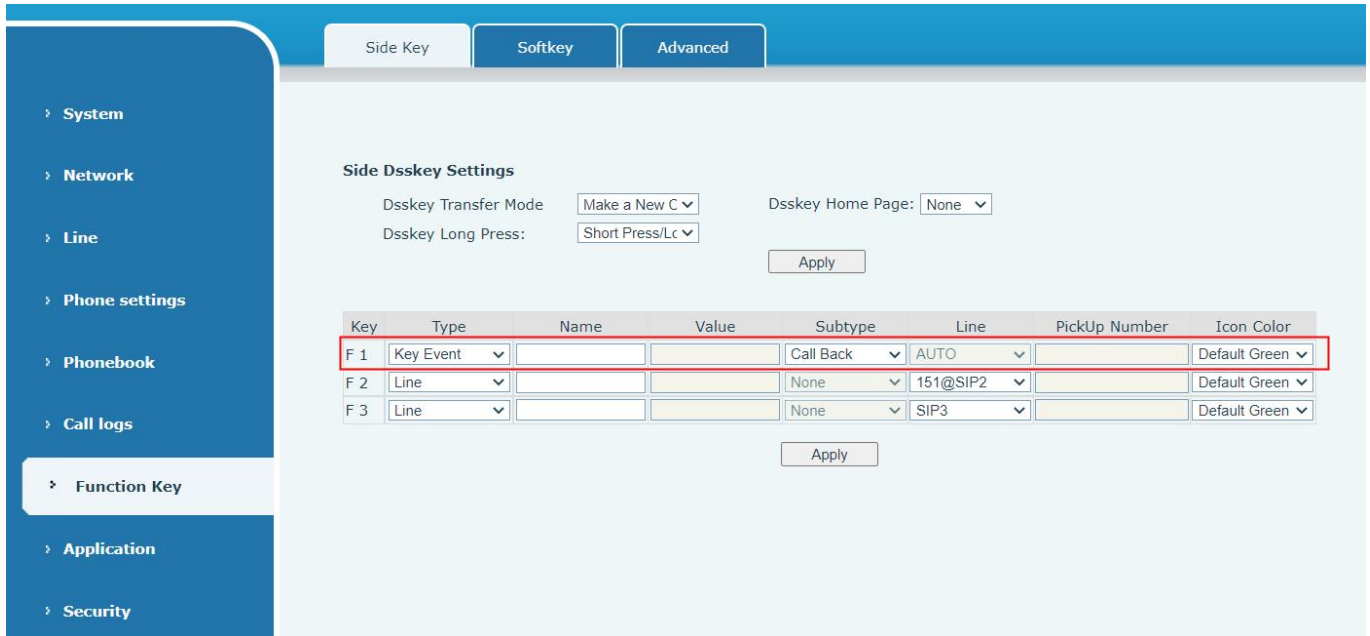 Side Key Softkey Advanced
System
Network
Line
Phone settings
Phonebook
Call logs
Function Key
Application
Security
Side Dsskey Settings
Dsskey Transfer Mode Make a New C Dsskey Home Page: None
Dsskey Long Press: Short Press/Lc
Apply
Key Type Name Value Subtype Line PickUp Number Icon Color
F 1 Key Event Call Back AUTO Default Green
F 2 Line None 151@SIP2 Default Green
F 3 Line None SIP3 Default Green
Apply